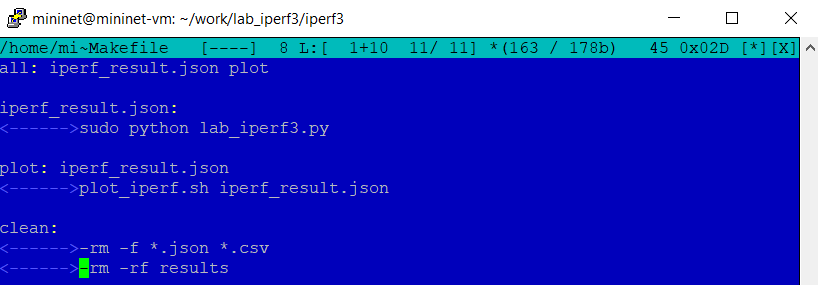 mininet@mininet-vm: ~/work/lab_iperf3/iperf3
/home/mi~Makefile   [----]  8 L:[  1+10  11/ 11] *(163 / 178b)   45 0x02D [*][X]
all: iperf_result.json plot
iperf_result.json:
<------>sudo python lab_iperf3.py
plot: iperf_result.json
<------>plot_iperf.sh iperf_result.json
clean:
<------>-rm -f *.json *.csv
<------>-rm -rf results